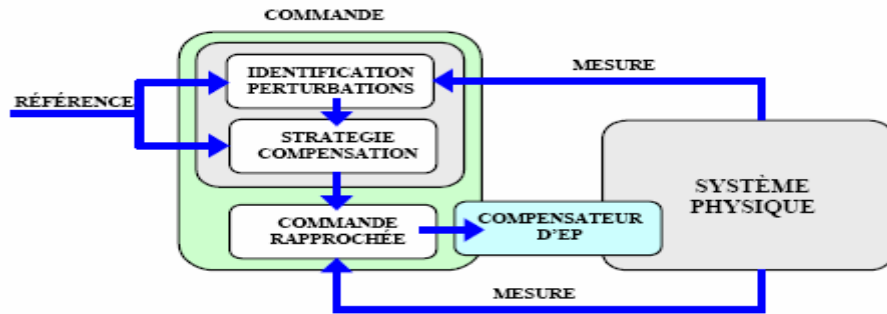 COMMANDE
IDENTIFICATION
PERTURBATIONS
MESURE
RÉFÉRENCE
STRATEGIE
COMPENSATION
SYSTÈME
PHYSIQUE
COMMANDE
RAPPROCHÉE
COMPENSATEUR
D'EP
MESURE